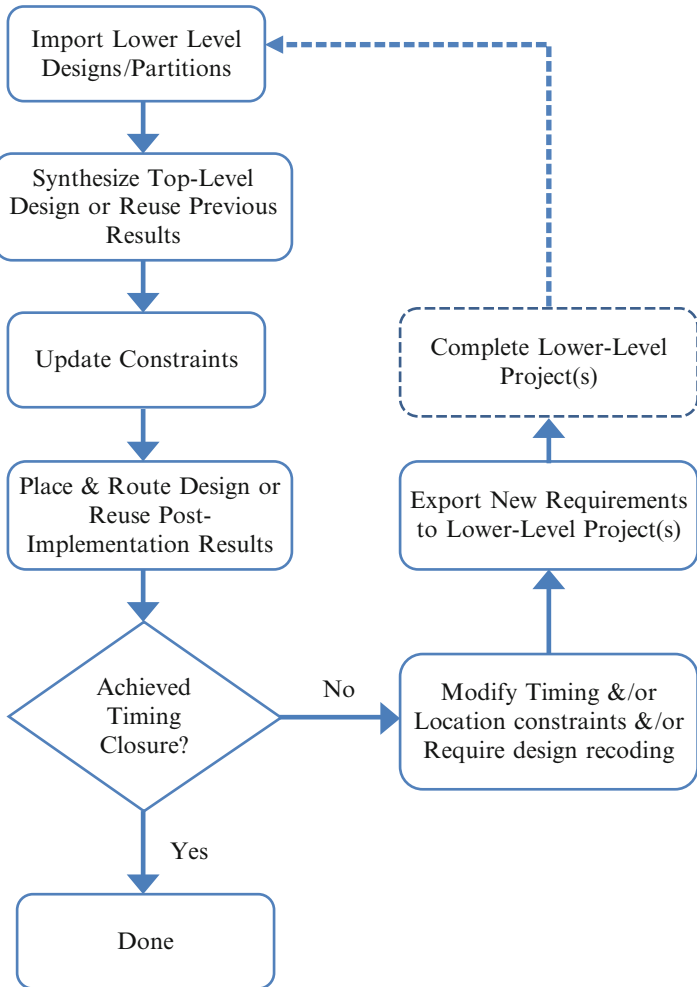 Import Lower Level
Designs/Partitions
Synthesize Top-Level
Design or Reuse Previous
Results
Update Constraints
Place & Route Design or
Reuse Post-
Implementation Results
Achieved
Timing
Closure?
Yes
Done
No
Modify Timing &/or
Location constraints &/or
Require design recoding
Export New Requirements
to Lower-Level Project(s)
Complete Lower-Level
Project(s)